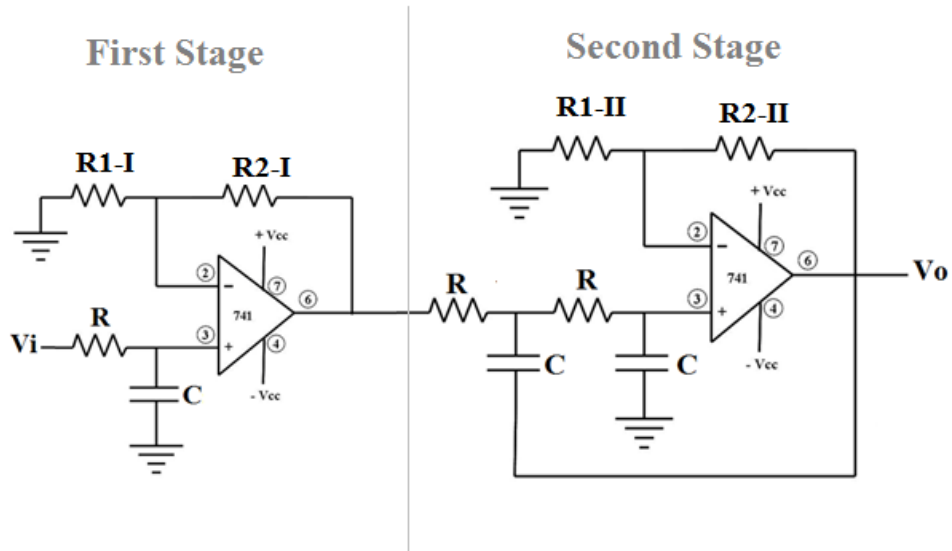 First Stage
Second Stage
R1-I
R2-I
+ Vcc
②
⑦
741
⑥
R
③
Vi
+
④
- Vcc
C
R1-II
R2-II
+ Vcc
②
⑦
741
⑥
Vo
R
R
③
+
④
- Vcc
C
C